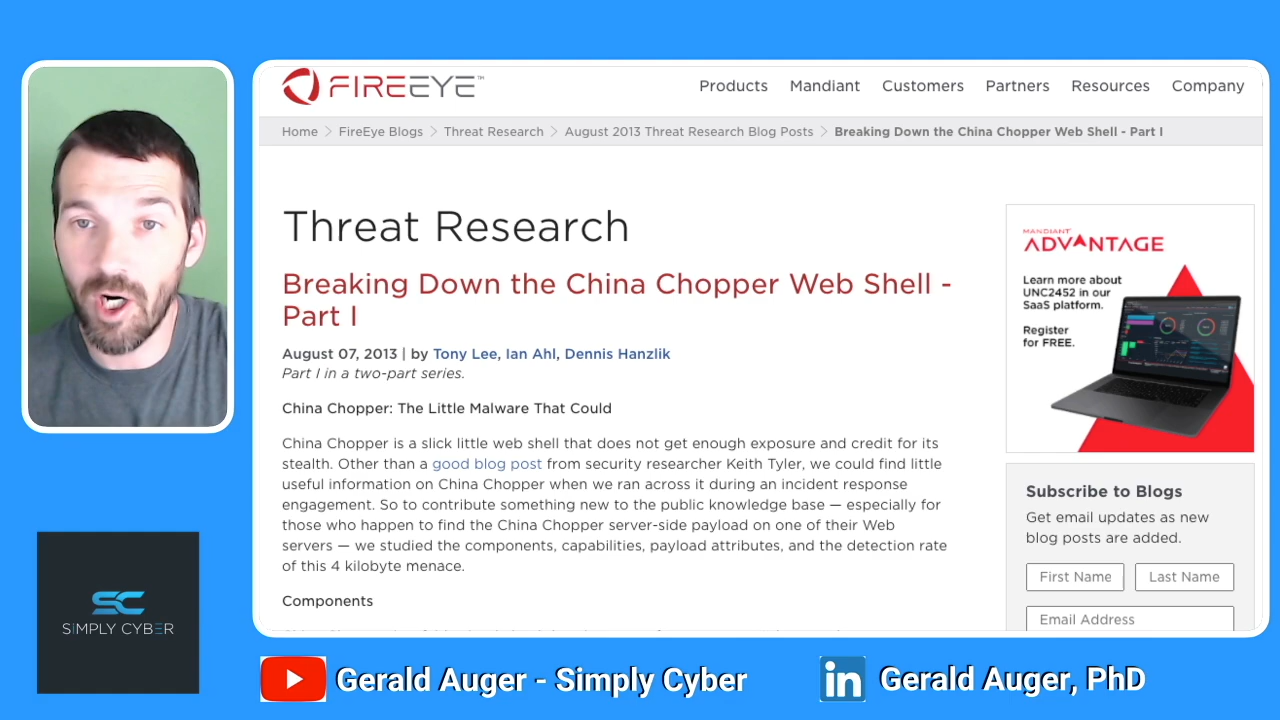 FIREEYE™
Products Mandiant Customers Partners Resources Company
Home FireEye Blogs Threat Research August 2013 Threat Research Blog Posts Breaking Down the China Chopper Web Shell - Part I
Threat Research
Breaking Down the China Chopper Web Shell -
Part I
August 07, 2013 | by Tony Lee, Ian Ahl, Dennis Hanzlik
Part I in a two-part series.
China Chopper: The Little Malware That Could
China Chopper is a slick little web shell that does not get enough exposure and credit for its
stealth. Other than a good blog post from security researcher Keith Tyler, we could find little
useful information on China Chopper when we ran across it during an incident response
engagement. So to contribute something new to the public knowledge base — especially for
those who happen to find the China Chopper server-side payload on one of their Web
servers — we studied the components, capabilities, payload attributes, and the detection rate
of this 4 kilobyte menace.
Components
MANDIANT
ADVANTAGE
Learn more about
UNC2452 in our
SaaS platform.
Register
for FREE.
Subscribe to Blogs
Get email updates as new
blog posts are added.
First Name Last Name
Email Address
SC
SIMPLY CYBER
Gerald Auger - Simply Cyber
in Gerald Auger, PhD